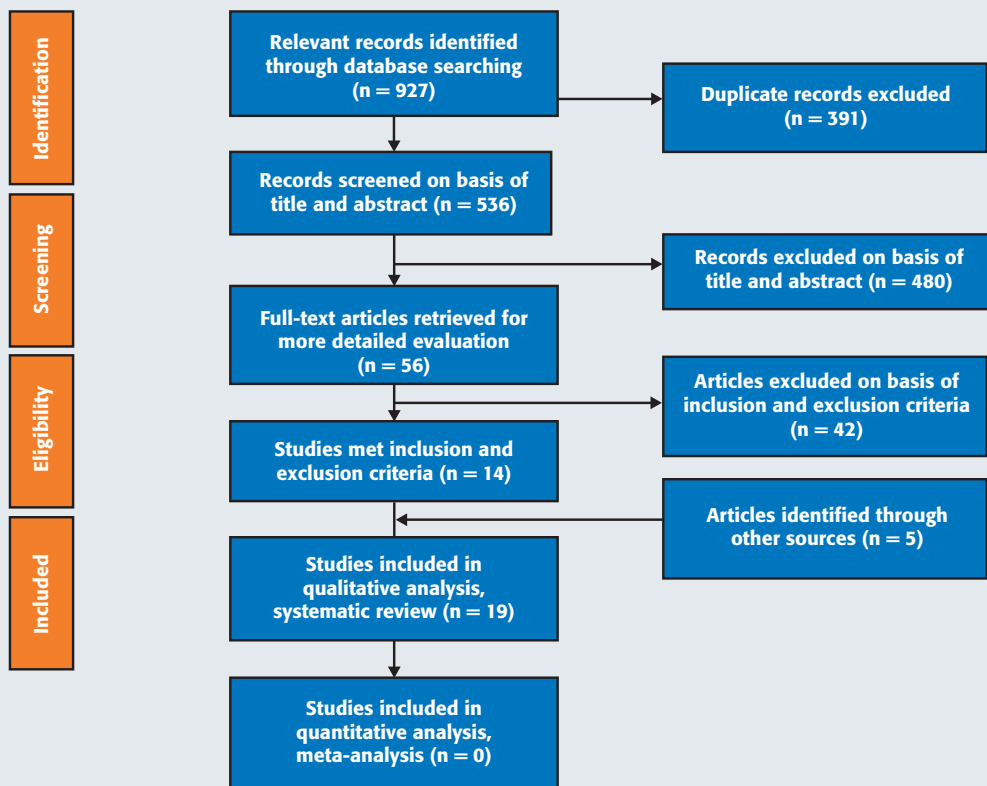 Identification
Relevant records identified
through database searching
(n = 927)
Duplicate records excluded
(n = 391)
Records screened on basis of
title and abstract (n = 536)
Screening
Records excluded on basis of
title and abstract (n = 480)
Full-text articles retrieved for
more detailed evaluation
(n = 56)
Eligibility
Articles excluded on basis of
inclusion and exclusion criteria
(n = 42)
Studies met inclusion and
exclusion criteria (n = 14)
Articles identified through
other sources (n = 5)
Included
Studies included in
qualitative analysis,
systematic review (n = 19)
Studies included in
quantitative analysis,
meta-analysis (n = 0)